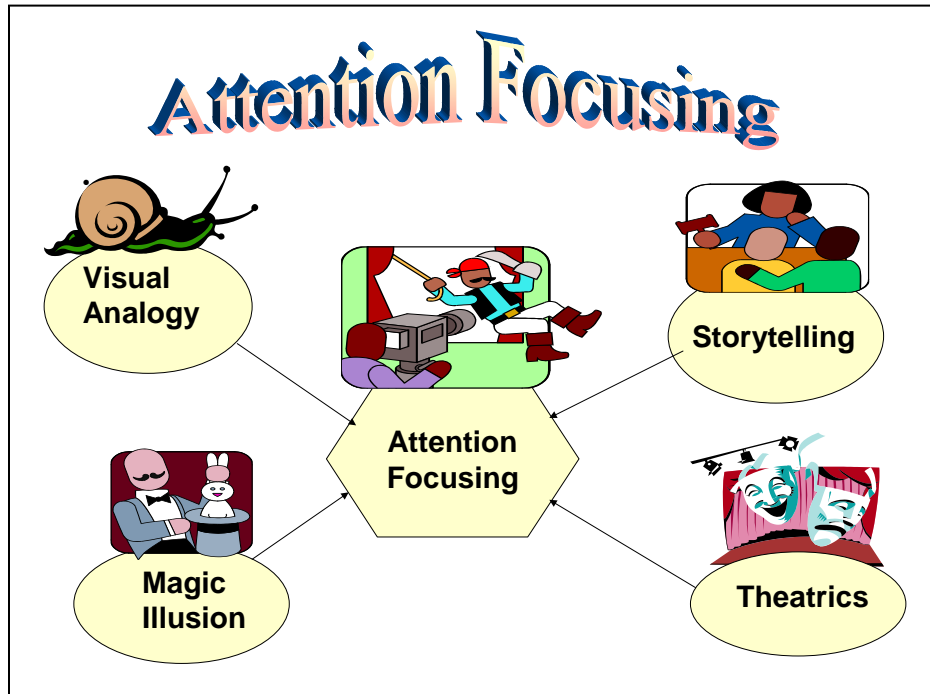 Attention Focusing
Visual
Analogy
Storytelling
Attention
Focusing
Magic
Illusion
Theatrics